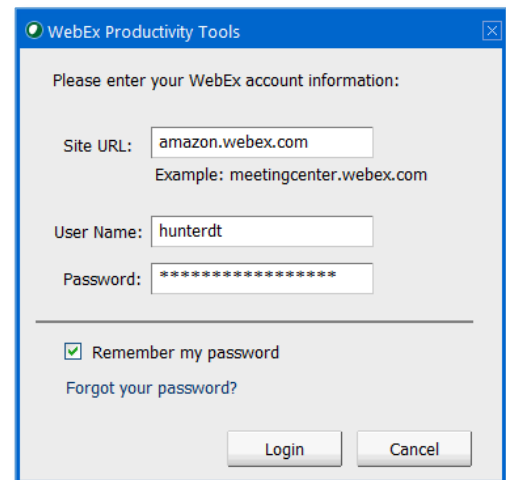 WebEx Productivity Tools
Please enter your WebEx account information:
Site URL: amazon.webex.com
Example: meetingcenter.webex.com
User Name: hunterdt
Password: *****************
Remember my password
Forgot your password?
Login Cancel